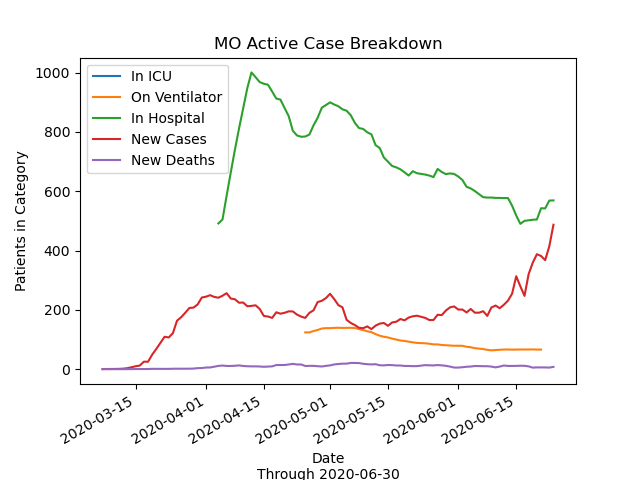 MO Active Case Breakdown
In ICU
On Ventilator
In Hospital
New Cases
New Deaths
Patients in Category
1000
800
600
400
200
0
2020-03-15
2020-04-01
2020-04-15
2020-05-01
2020-05-15
2020-06-01
2020-06-15
Date
Through 2020-06-30